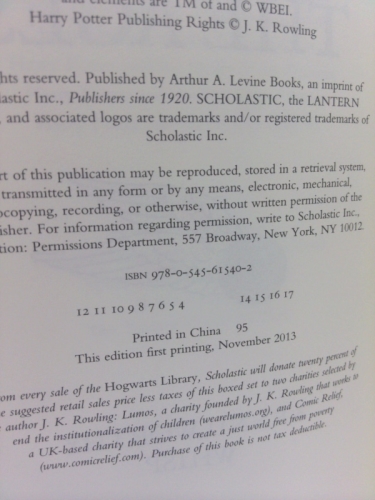 and elements are TM of and © WBEI.
Harry Potter Publishing Rights © J. K. Rowling
hts reserved. Published by Arthur A. Levine Books, an imprint of
lastic Inc., Publishers since 1920. SCHOLASTIC, the LANTERN
, and associated logos are trademarks and/or registered trademarks of
Scholastic Inc.
rt of this publication may be reproduced, stored in a retrieval system,
transmitted in any form or by any means, electronic, mechanical,
ocopying, recording, or otherwise, without written permission of the
isher. For information regarding permission, write to Scholastic Inc.,
tion: Permissions Department, 557 Broadway, New York, NY 10012.
ISBN 978-0-545-61540-2
12 11 10 9 8 7 6 5 4 14 15 16 17
Printed in China 95
This edition first printing, November 2013
om every sale of the Hogwarts Library, Scholastic will donate twenty percent of
e suggested retail sales price less taxes of this boxed set to two charities selected by
author J. K. Rowling: Lumos, a charity founded by J. K. Rowling that works to
end the institutionalization of children (wearelumos.org), and Comic Relief,
a UK-based charity that strives to create a just world free from poverty
(www.comicrelief.com). Purchase of this book is not tax deductible.